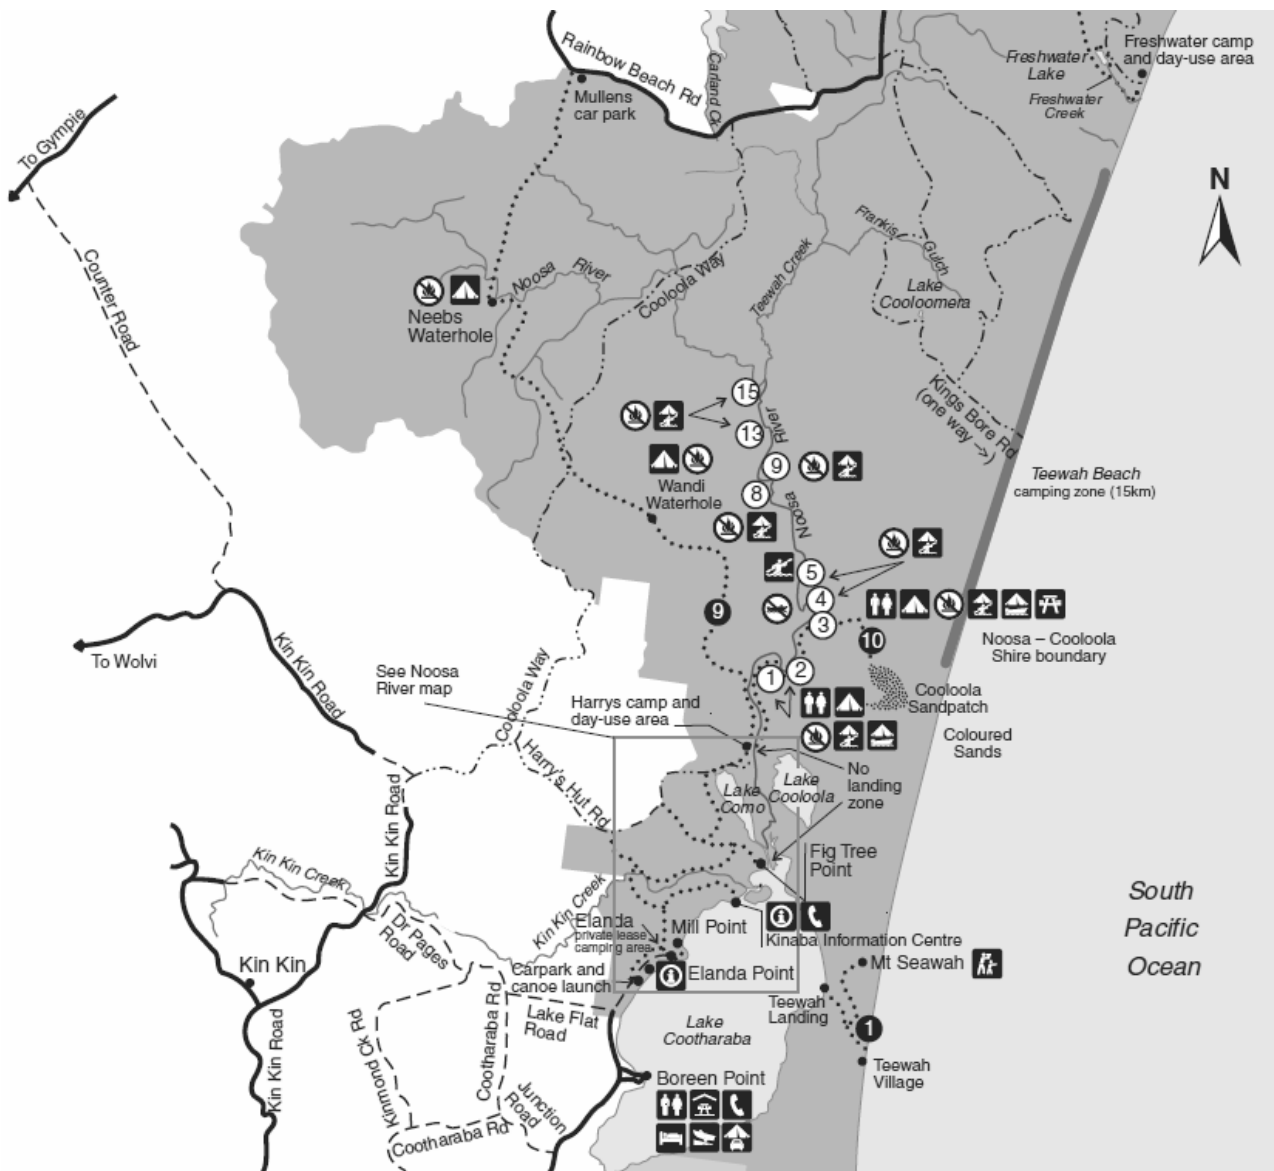 Rainbow Beach Rd
Carland Ck
Freshwater
Lake
Freshwater camp
and day-use area
Freshwater
Creek
Mullens
car park
To Gympie
N
Counter Road
Frankis
Gulch
Noosa
River
Cooloola Way
Teewah Creek
Lake
Cooloomera
Neebs
Waterhole
15
13
River
Kings Bore Rd
(one way →)
9
Wandi
Waterhole
8
Noosa
Teewah Beach
camping zone (15km)
5
4
3
9
10
Noosa – Cooloola
Shire boundary
To Wolvi
Kin Kin Road
See Noosa
River map
Cooloola Way
1
2
Harrys camp and
day-use area
Cooloola
Sandpatch
Coloured
Sands
Harry's Hut Rd
No
landing
zone
Lake
Como
Lake
Cooloola
Kin Kin Road
Kin Kin Creek
Fig Tree
Point
South
Pacific
Ocean
Kin Kin Creek
Dr Pages
Road
Elanda
private lease
camping area
Mill Point
Kinaba Information Centre
Kin Kin
Carpark and
canoe launch
Elanda Point
Mt Seawah
Teewah
Landing
Kin Kin Road
Kinmond Ck Rd
Cootharaba Rd
Lake Flat
Road
Lake
Cootharaba
1
Teewah
Village
Boreen Point
Junction
Road
Cootharaba Rd